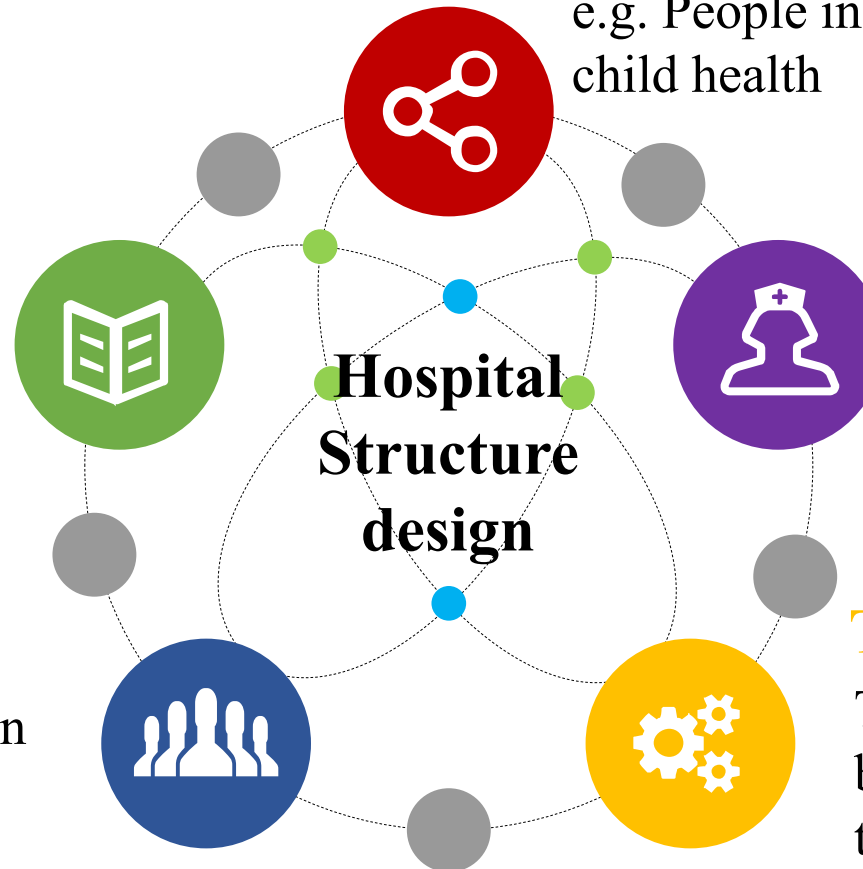 e.g. People in
child health
Hospital
Structure
design
n